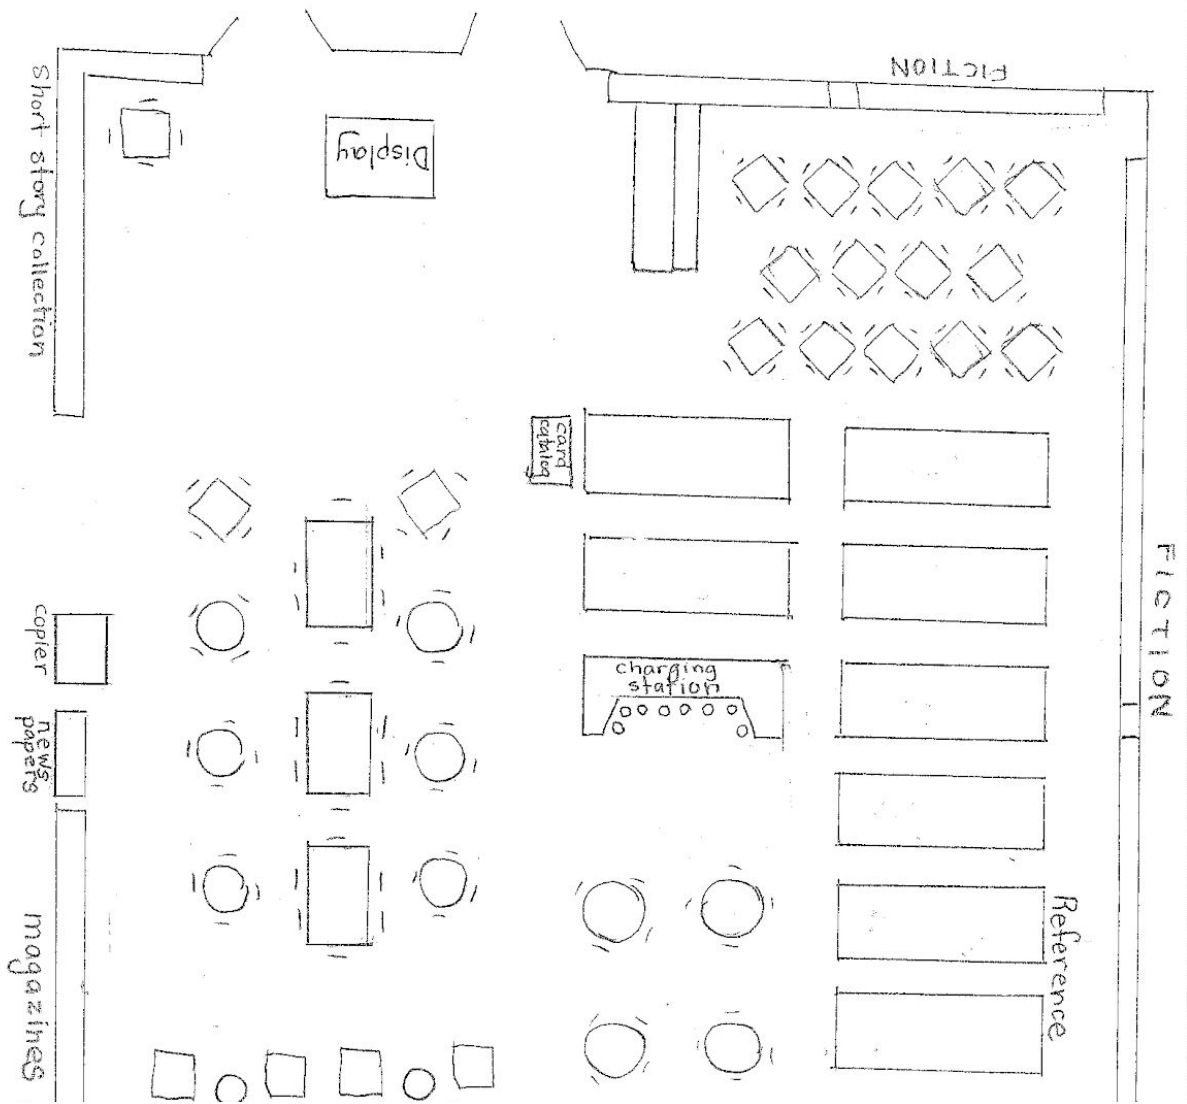 FICTION
Short story collection
Display
card
catalog
FICTION
copier
charging
station
news
papers
Reference
magazines